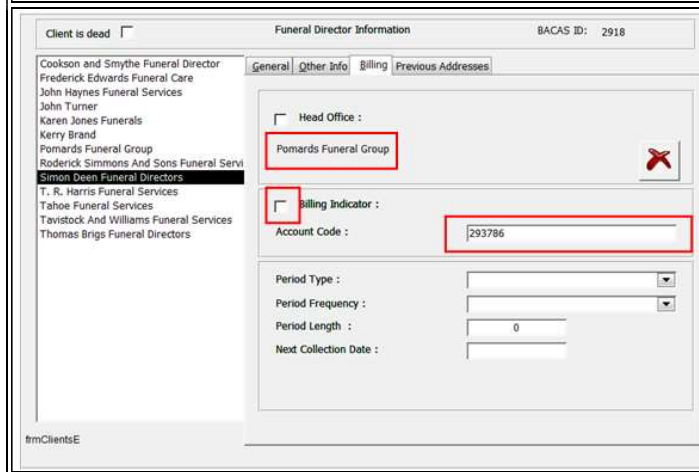 Client is dead
Funeral Director Information
BACAS ID: 2918
Cookson and Smythe Funeral Director
Frederick Edwards Funeral Care
John Haynes Funeral Services
John Turner
Karen Jones Funerals
Kerry Brand
Pomards Funeral Group
Roderick Simmons And Sons Funeral Servi
Simon Deen Funeral Directors
T. R. Harris Funeral Services
Tahoe Funeral Services
Tavistock And Williams Funeral Services
Thomas Brigs Funeral Directors
General Other Info Billing Previous Addresses
Head Office :
Pomards Funeral Group
Billing Indicator :
Account Code : 293786
Period Type :
Period Frequency :
Period Length : 0
Next Collection Date :
frmClientsE